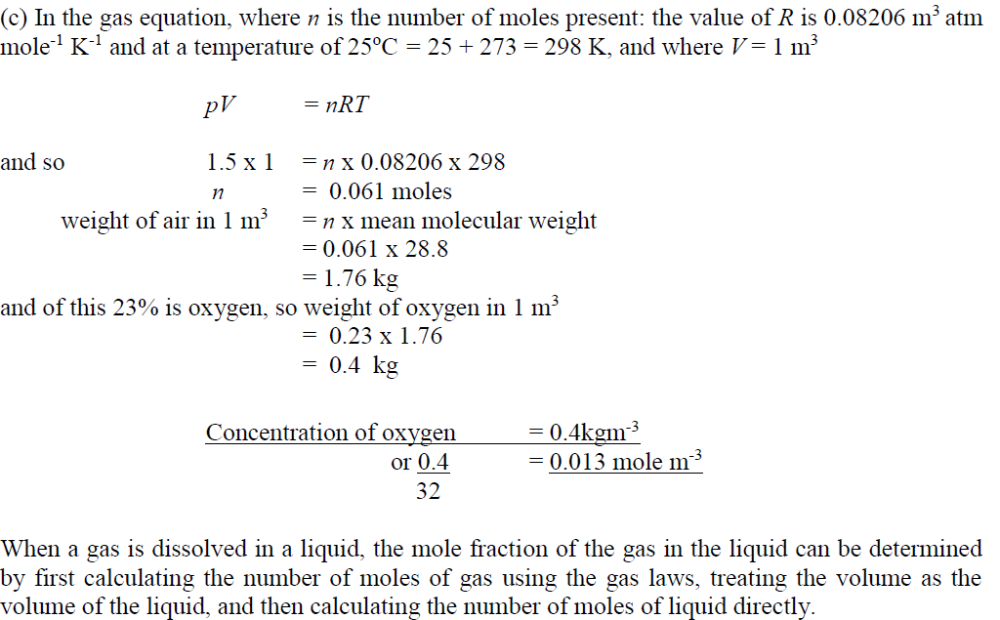 (c) In the gas equation, where n is the number of moles present: the value of R is 0.08206 m³ atm
mole⁻¹ K⁻¹ and at a temperature of 25ºC = 25 + 273 = 298 K, and where V = 1 m³
pV = nRT
and so 1.5 x 1 = n x 0.08206 x 298
n = 0.061 moles
weight of air in 1 m³ = n x mean molecular weight
= 0.061 x 28.8
= 1.76 kg
and of this 23% is oxygen, so weight of oxygen in 1 m³
= 0.23 x 1.76
= 0.4 kg
Concentration of oxygen = 0.4kgm⁻³
or 0.4 = 0.013 mole m⁻³
32
When a gas is dissolved in a liquid, the mole fraction of the gas in the liquid can be determined
by first calculating the number of moles of gas using the gas laws, treating the volume as the
volume of the liquid, and then calculating the number of moles of liquid directly.